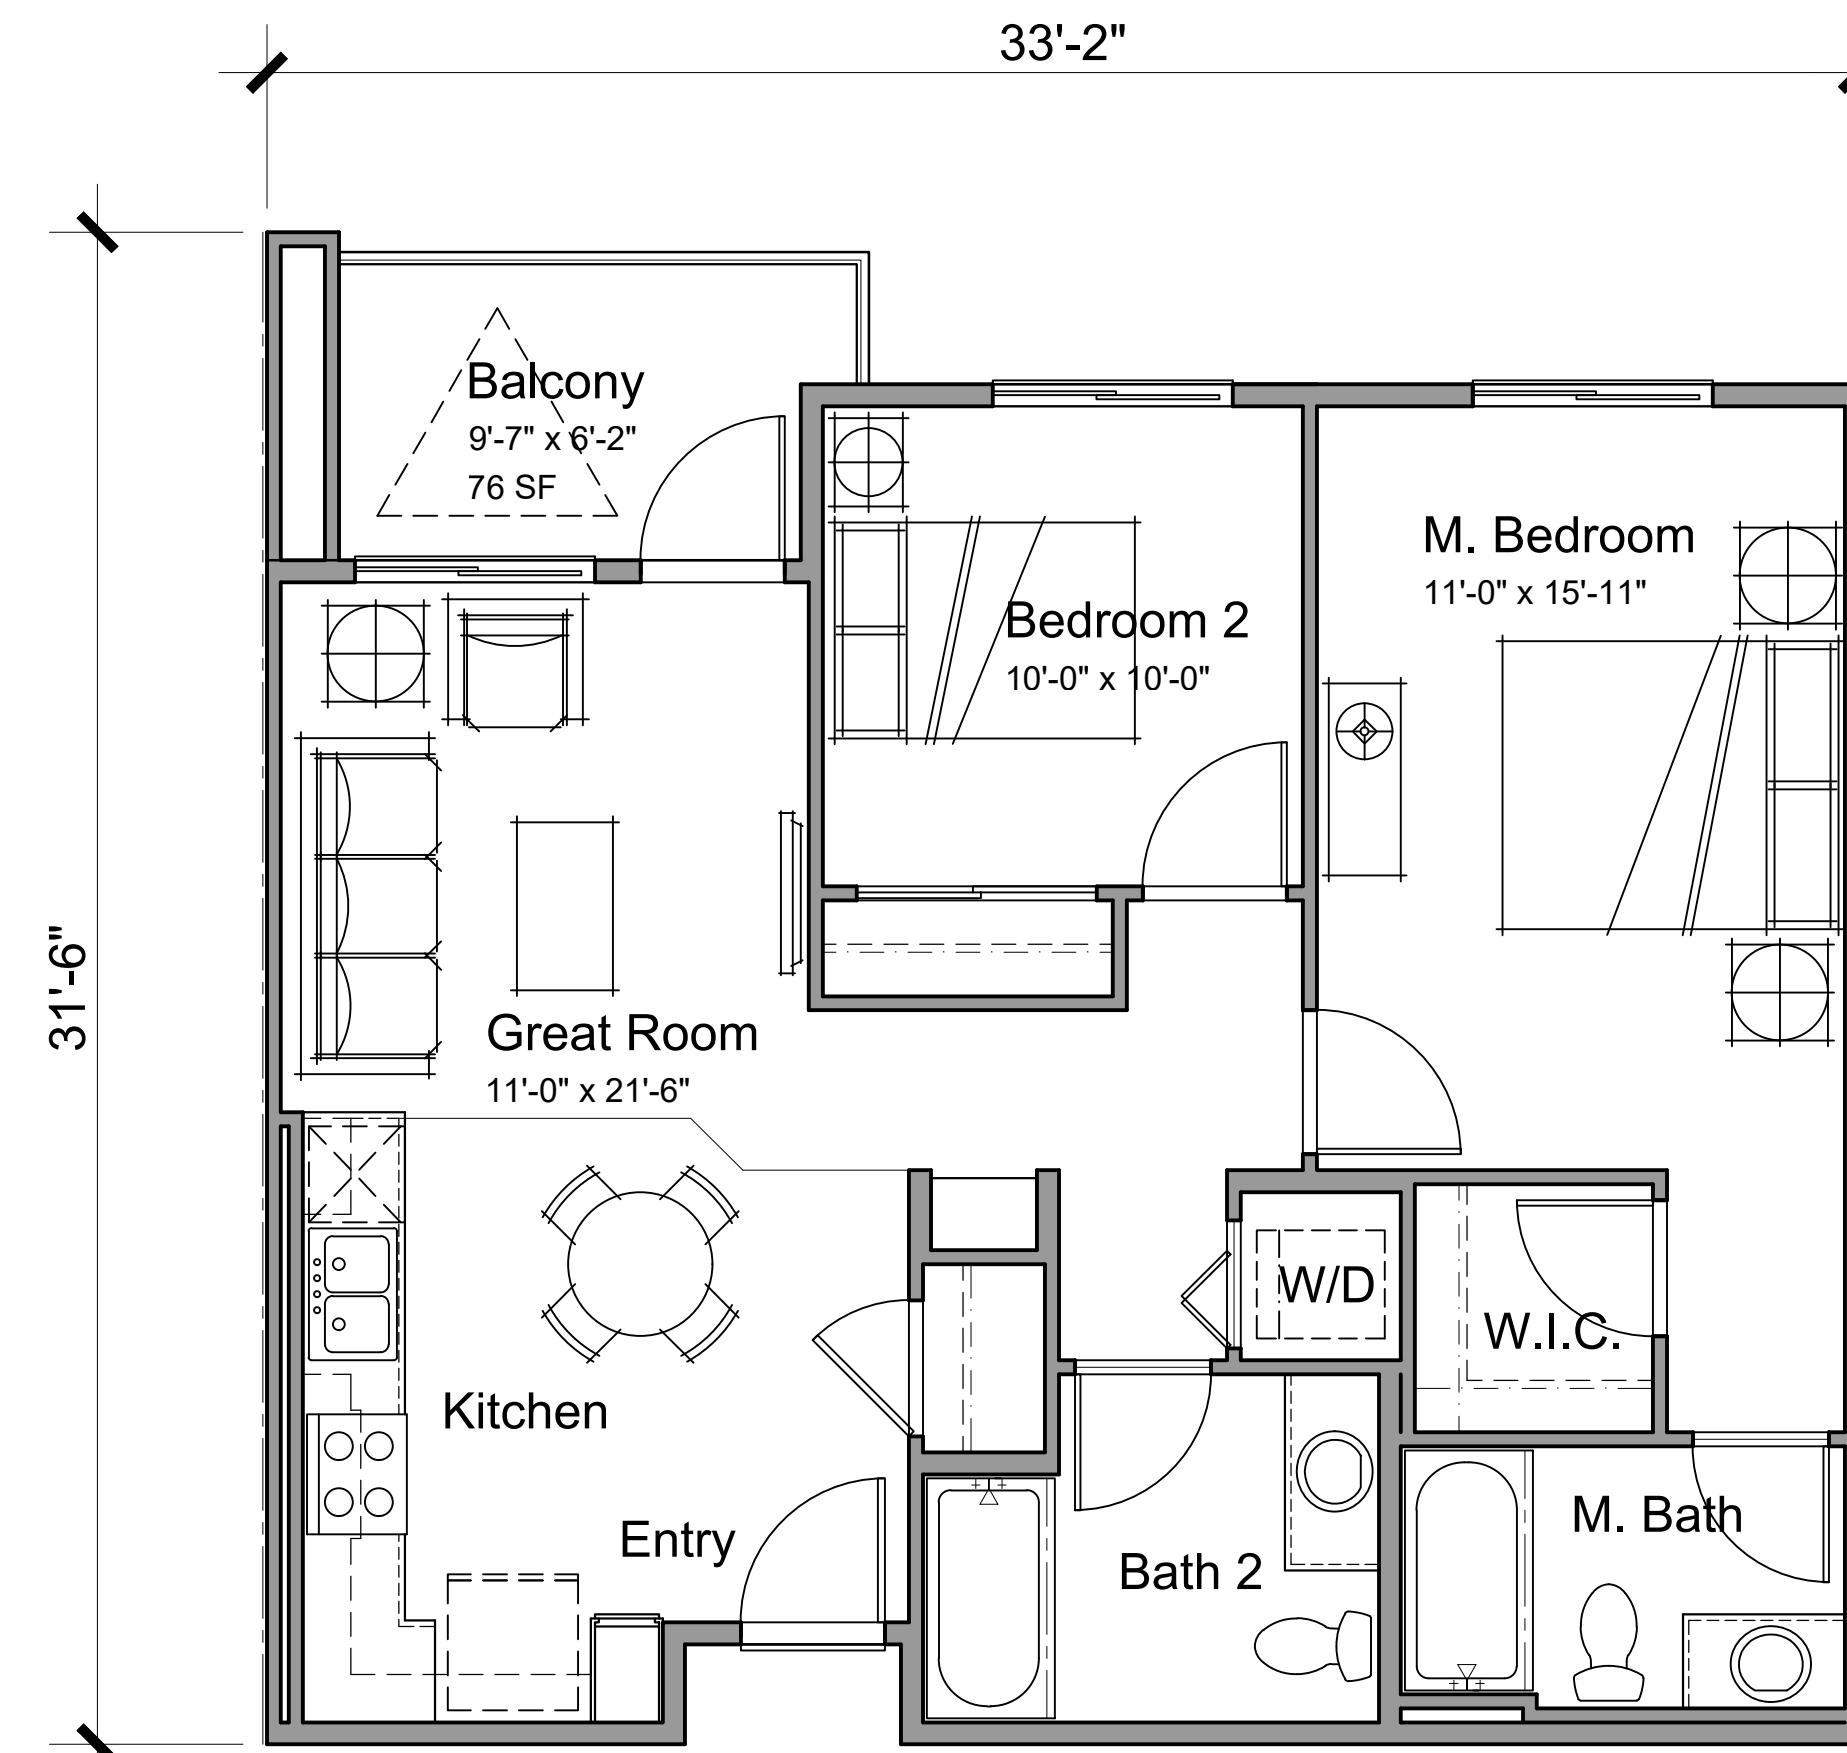 33'-2"
31'-6"
Balcony
9'-7" x 6'-2"
76 SF
M. Bedroom
11'-0" x 15'-11"
Bedroom 2
10'-0" x 10'-0"
Great Room
11'-0" x 21'-6"
W/D
W.I.C.
Kitchen
Entry
Bath 2
M. Bath